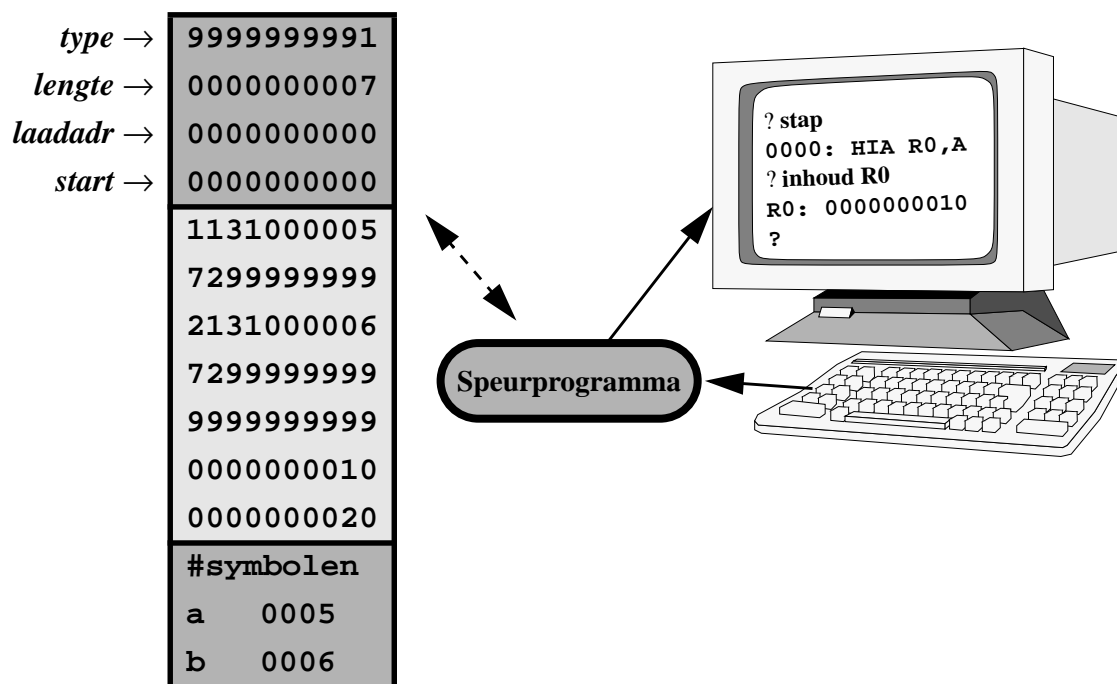 type → 9999999991
lengte → 0000000007
laadadr → 0000000000
start → 0000000000
1131000005
7299999999
2131000006
7299999999
9999999999
0000000010
0000000020
#symbolen
a 0005
b 0006
Speurprogramma
? stap
0000: HIA R0,A
? inhoud R0
R0: 0000000010
?